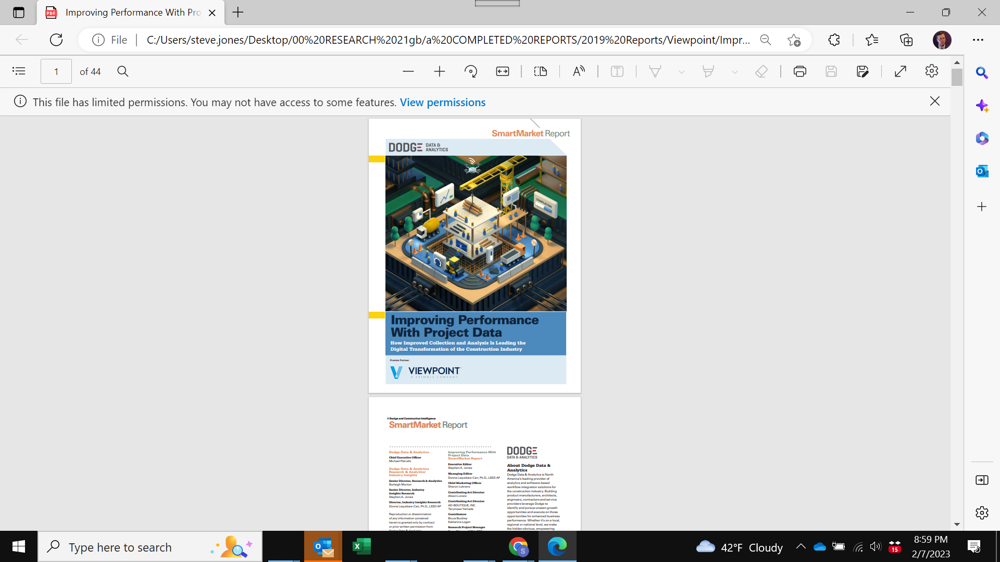 Improving Performance With Pro
File
C:/Users/steve.jones/Desktop/00%20RESEARCH%2021gb/a%20COMPLETED%20REPORTS/2019%20Reports/Viewpoint/Impr...
1
of 44
This file has limited permissions. You may not have access to some features. View permissions
SmartMarket Report
DODGE DATA & ANALYTICS
COMPLETION
Improving Performance
With Project Data
How Improved Collection and Analysis Is Leading the
Digital Transformation of the Construction Industry
Premier Partner:
VIEWPOINT
A TRIMBLE COMPANY
Design and Construction Intelligence
SmartMarket Report
Dodge Data & Analytics
Chief Executive Officer
Michael Petrullo
Dodge Data & Analytics
Research & Analytics/
Industry Insights
Senior Director, Research & Analytics
Burleigh Morton
Senior Director, Industry
Insights Research
Stephen A. Jones
Director, Industry Insights Research
Donna Laquidara-Carr, Ph.D., LEED AP
Reproduction or dissemination
of any information contained
herein is granted only by contract
or prior written permission from
Dodge Data & Analytics.
Improving Performance With
Project Data
SmartMarket Report
Executive Editor
Stephen A. Jones
Managing Editor
Donna Laquidara-Carr, Ph.D., LEED AP
Chief Marketing Officer
Sharon Lubrano
Contributing Art Director
Alison Lorenz
Contributing Art Director
AD-BOUTIQUE, INC.
Terumasa Yamada
Contributors
Bruce Buckley
Katharine Logan
Research Project Manager
DODGE
DATA & ANALYTICS
About Dodge Data &
Analytics
Dodge Data & Analytics is North
America's leading provider of
analytics and software-based
workflow integration solutions for
the construction industry. Building
product manufacturers, architects,
engineers, contractors and service
providers leverage Dodge to
identify and pursue unseen growth
opportunities and execute on those
opportunities for enhanced business
performance. Whether it's on a local,
regional or national level, we make
the hidden obvious, empowering
Type here to search
42°F Cloudy
15
8:59 PM
2/7/2023